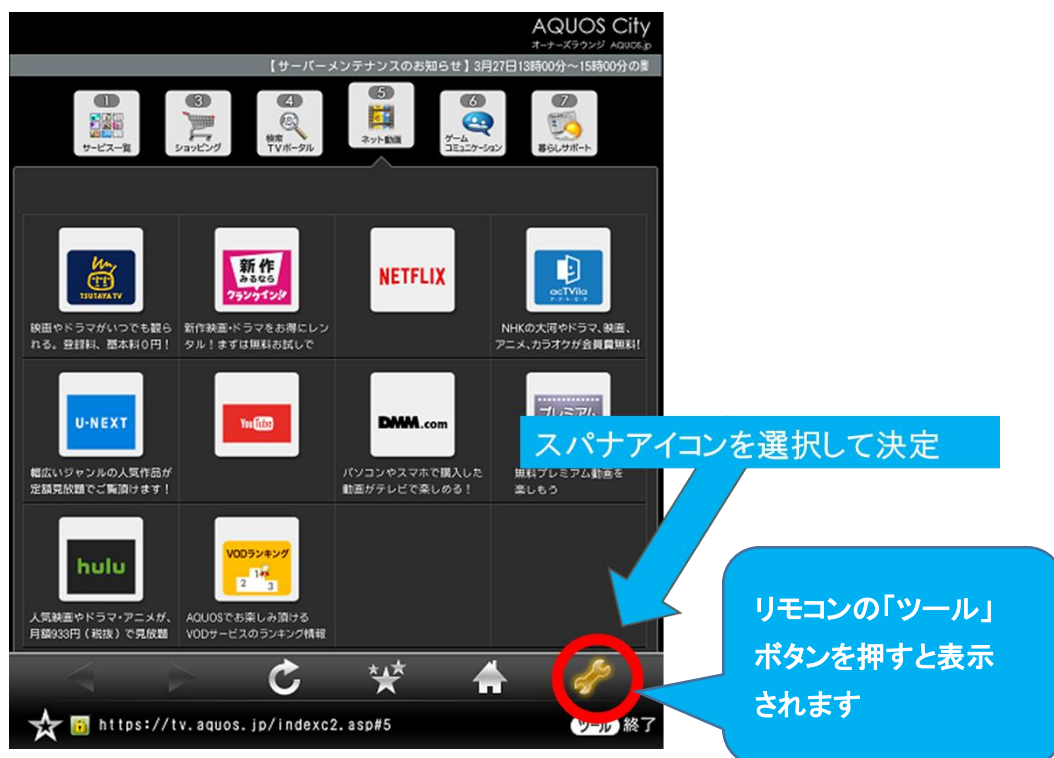 AQUOS City
オーナーズラウンジ AQUOS.jp
【サーバーメンテナンスのお知らせ】3月27日13時00分～15時00分の
1
3
4
5
6
7
サービス一覧
ショッピング
検索
TVポータル
ネット動画
ゲーム
コミュニケーション
暮らしサポート
TSUTAYA TV
新作
みるなら
クランクイン!
NETFLIX
acTVila
アクトビラ
映画やドラマがいつでも観ら
れる。登録料、基本料0円！
新作映画・ドラマをお得にレン
タル！まずは無料お試しで
NHKの大河やドラマ、映画、
アニメ、カラオケが会員費無料!
U-NEXT
YouTube
DMM.com
プレミアム
スパナアイコンを選択して決定
幅広いジャンルの人気作品が
定額見放題でご覧頂けます！
パソコンやスマホで購入した
動画がテレビで楽しめる！
無料プレミアム動画を
楽しもう
hulu
VODランキング
1
2
3
人気映画やドラマ・アニメが、
月額933円（税抜）で見放題
AQUOSでお楽しみ頂ける
VODサービスのランキング情報
リモコンの「ツール」
ボタンを押すと表示
されます
https://tv.aquos.jp/indexc2.asp#5
ツール 終了